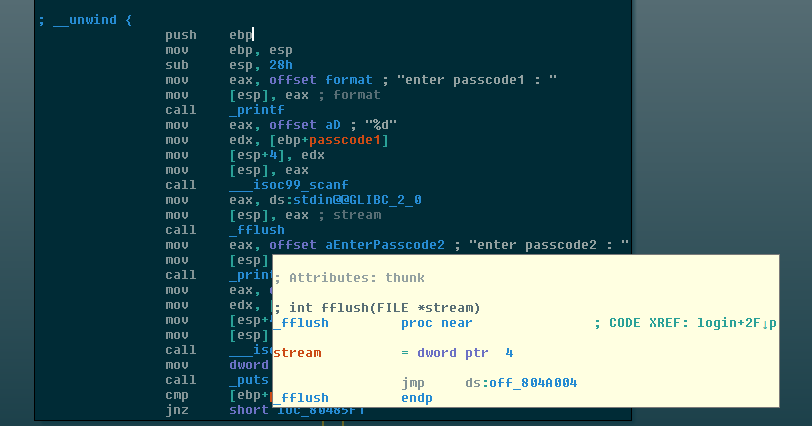 ; __unwind {
push ebp
mov ebp, esp
sub esp, 28h
mov eax, offset format ; "enter passcode1 : "
mov [esp], eax ; format
call _printf
mov eax, offset aD ; "%d"
mov edx, [ebp+passcode1]
mov [esp+4], edx
mov [esp], eax
call ___isoc99_scanf
mov eax, ds:stdin@@GLIBC_2_0
mov [esp], eax ; stream
call _fflush
mov eax, offset aEnterPasscode2 ; "enter passcode2 : "
mov [esp]
call _print
mov eax,
mov edx,
mov [esp+
mov [esp]
call ___iso
mov dword
call _puts
cmp [ebp+
jnz short loc_80485F1
; Attributes: thunk
; int fflush(FILE *stream)
_fflush proc near ; CODE XREF: login+2F↓p
stream = dword ptr 4
jmp ds:off_804A004
_fflush endp